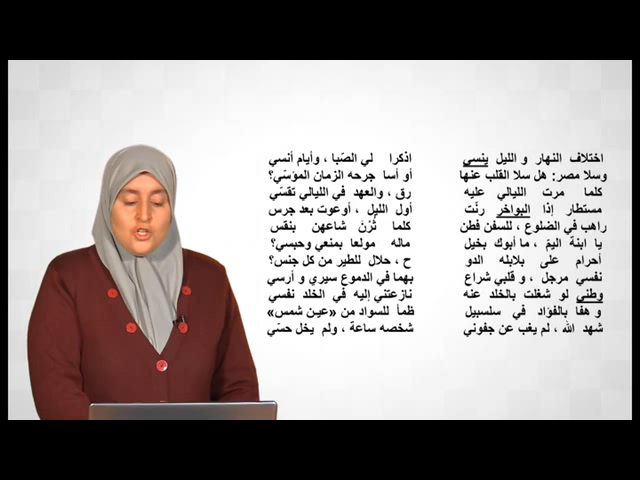 اختلاف النهار و الليل ينسي اذكرا لي الصّبا ، وأيام أنسي
وسلا مصر: هل سلا القلب عنها أو أسا جرحه الزمان المؤسّي؟
كلما مرت الليالي عليه رق ، والعهد في الليالي تقسّي
مستطار إذا البواخر رنّت أول الليل ، أوعوت بعد جرس
راهب في الضلوع ، للسفن فطن كلما ثُرْنَ شاعهن بنقس
يا ابنة اليمّ ، ما أبوك بخيل ماله مولعا بمنعي وحبسي؟
أحرام على بلابله الدو ح ، حلال للطير من كل جنس؟
نفسي مرجل ، و قلبي شراع بهما في الدموع سيري و أرسي
وطني لو شغلت بالخلد عنه نازعتني إليه في الخلد نفسي
و هفا بالفؤاد في سلسبيل ظمأ للسواد من «عين شمس»
شهد الله ، لم يغب عن جفوني شخصه ساعة ، ولم يخل حسّي